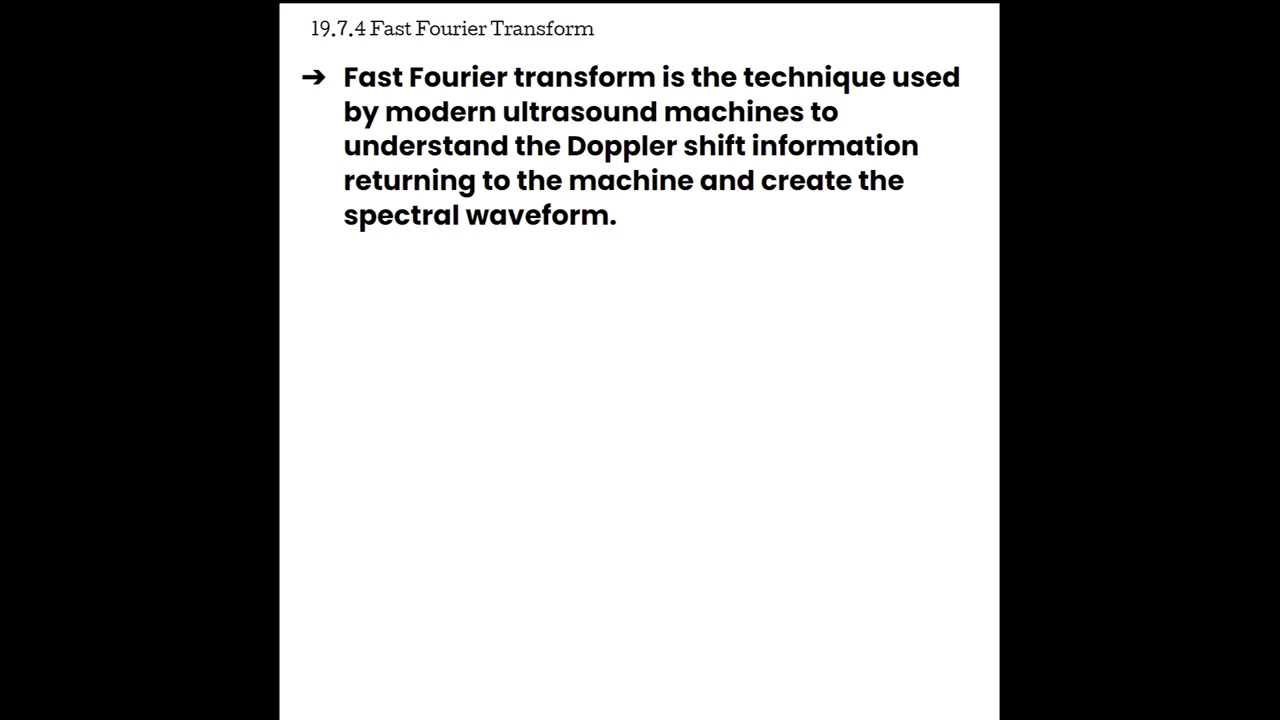 19.7.4 Fast Fourier Transform
➔ Fast Fourier transform is the technique used
by modern ultrasound machines to
understand the Doppler shift information
returning to the machine and create the
spectral waveform.